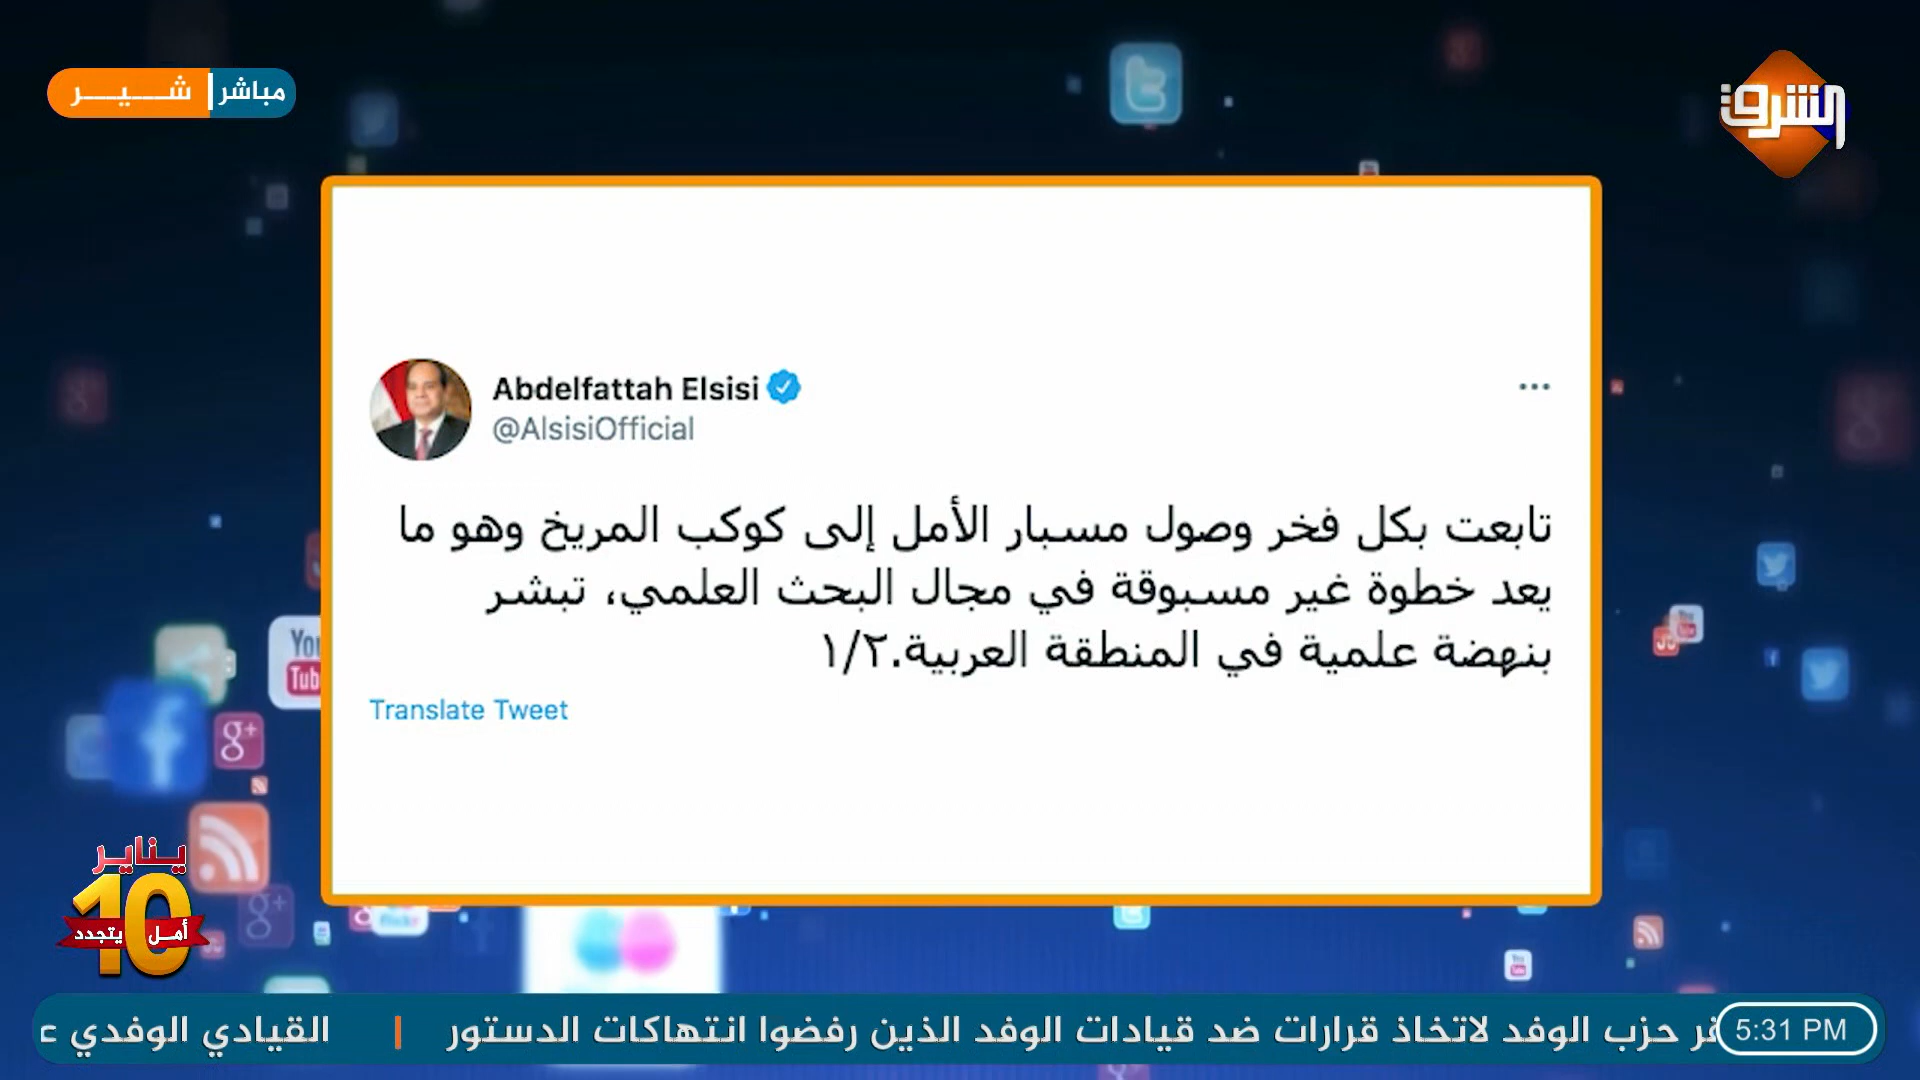 مباشر | شـــيـــر
الشرق
Abdelfattah Elsisi
@AlsisiOfficial
تابعت بكل فخر وصول مسبار الأمل إلى كوكب المريخ وهو ما
يعد خطوة غير مسبوقة في مجال البحث العلمي، تبشر
بنهضة علمية في المنطقة العربية.١/٢
Translate Tweet
You
Tub
يناير
10
أمل يتجدد
حزب الوفد لاتخاذ قرارات ضد قيادات الوفد الذين رفضوا انتهاكات الدستور | القيادي الوفدي
5:31 PM